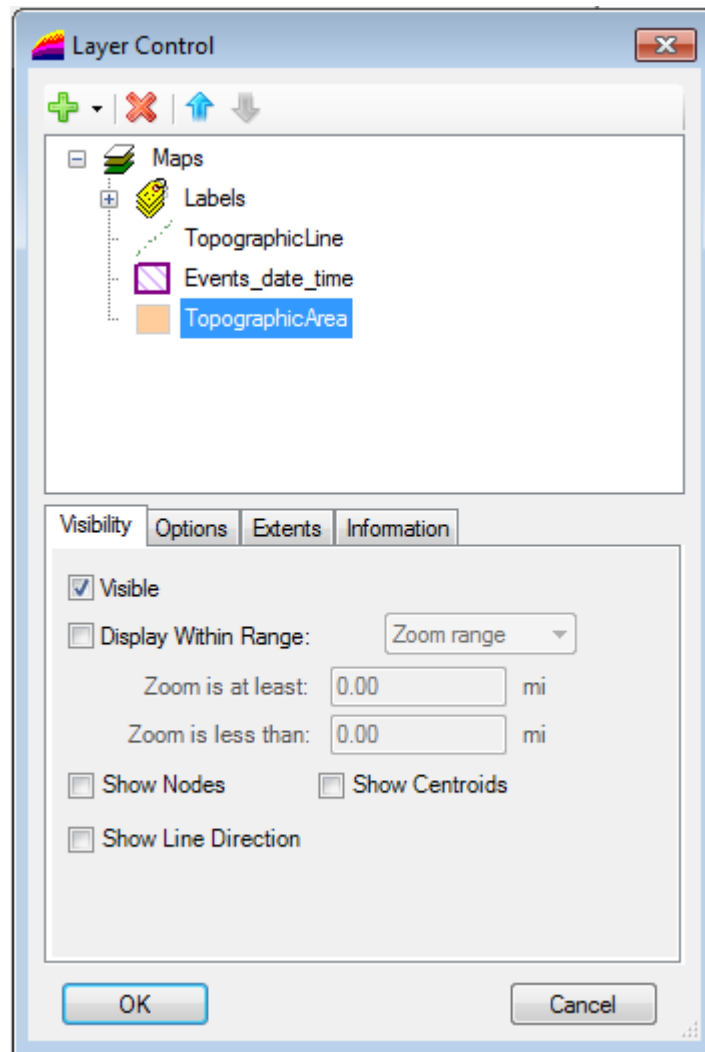 Layer Control
Maps
Labels
TopographicLine
Events_date_time
TopographicArea
Visibility Options Extents Information
Visible
Display Within Range: Zoom range
Zoom is at least: 0.00 mi
Zoom is less than: 0.00 mi
Show Nodes Show Centroids
Show Line Direction
OK Cancel